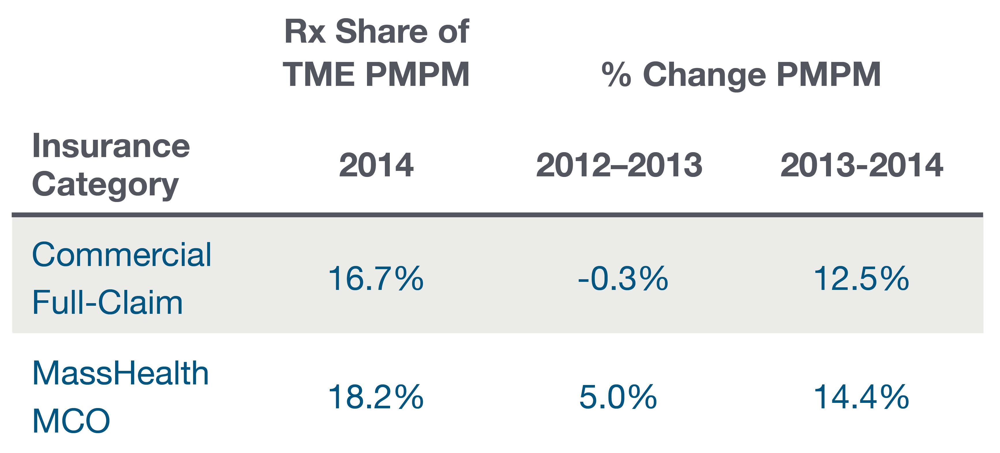 Rx Share of
TME PMPM
% Change PMPM
Insurance
Category
2014
2012–2013
2013-2014
Commercial
Full-Claim
16.7%
-0.3%
12.5%
MassHealth
MCO
18.2%
5.0%
14.4%